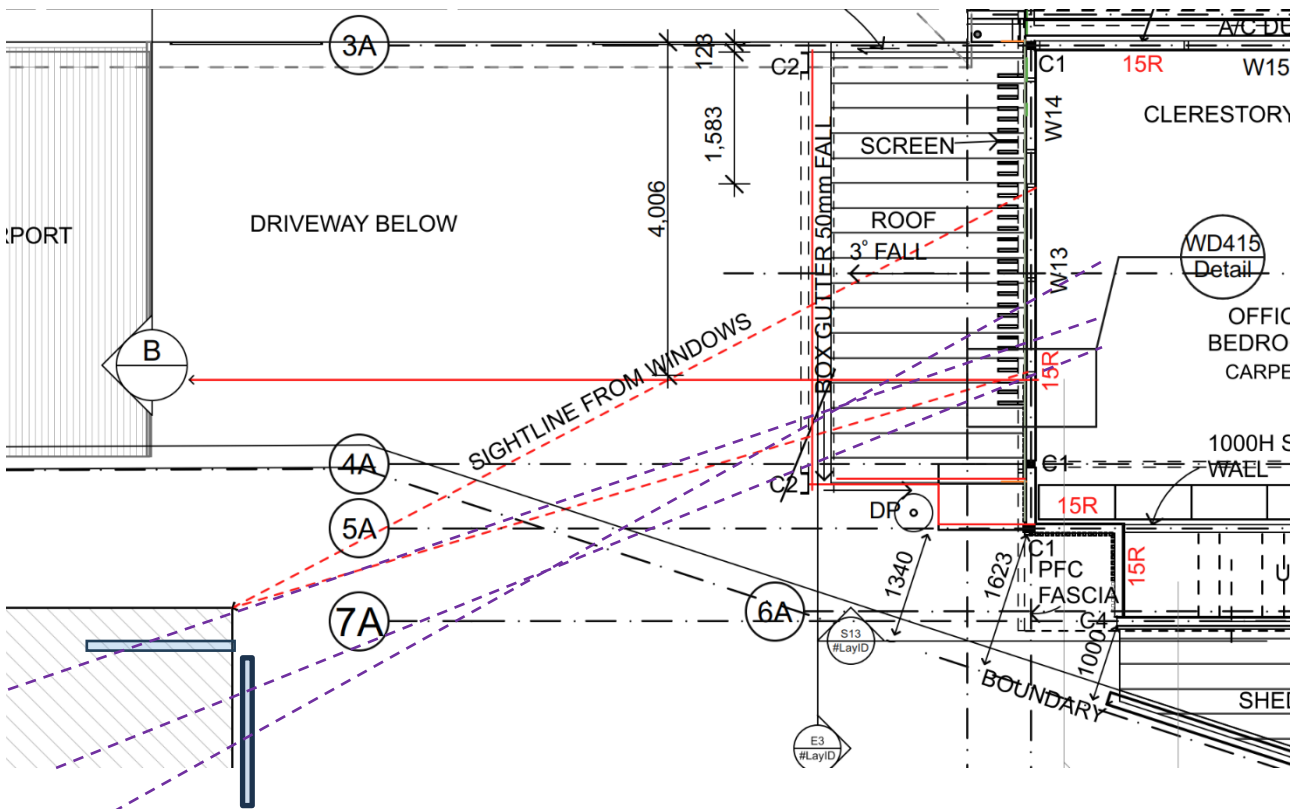 3A
123
C2
C1
15R
W15
A/C DU
W14
CLERESTORY
1,583
SCREEN
4,006
BOX GUTTER 50mm FALL
RPORT
DRIVEWAY BELOW
ROOF
3° FALL
W13
WD415
Detail
OFFIC
BEDRO
CARPE
B
SIGHTLINE FROM WINDOWS
15R
4A
C2
C1
1000H S
WALL
5A
DP
15R
1340
1623
C1
PFC
FASCIA
15R
U
7A
6A
C4
S13
#LayID
1000
BOUNDARY
SHED
E3
#LayID